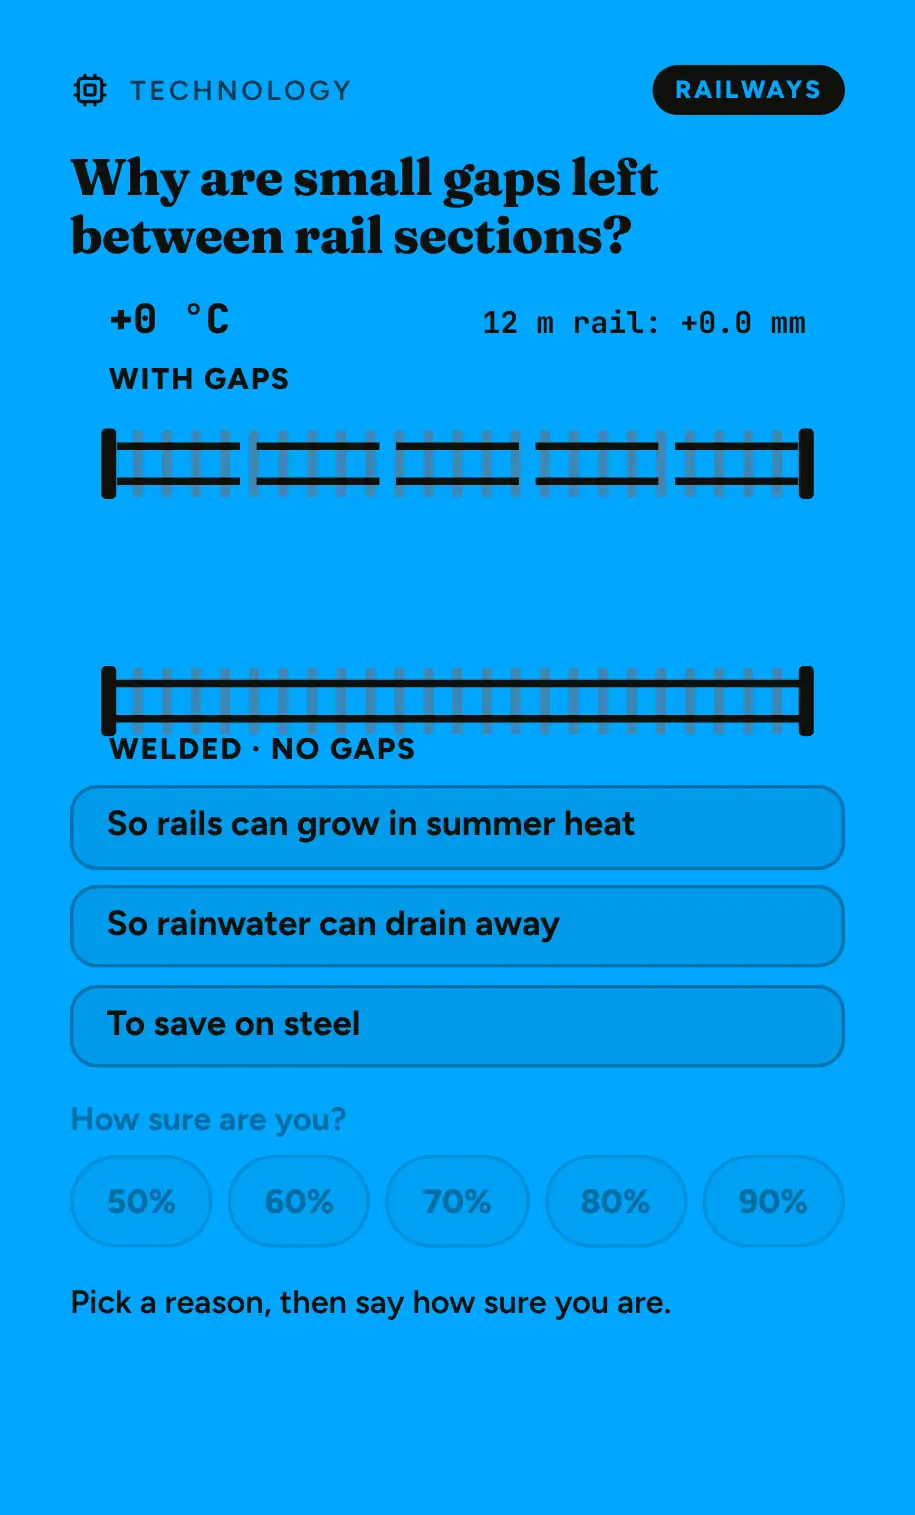 TECHNOLOGY
RAILWAYS
Why are small gaps left
between rail sections?
+0 °C
12 m rail: +0.0 mm
WITH GAPS
WELDED · NO GAPS
So rails can grow in summer heat
So rainwater can drain away
To save on steel
How sure are you?
50%
60%
70%
80%
90%
Pick a reason, then say how sure you are.